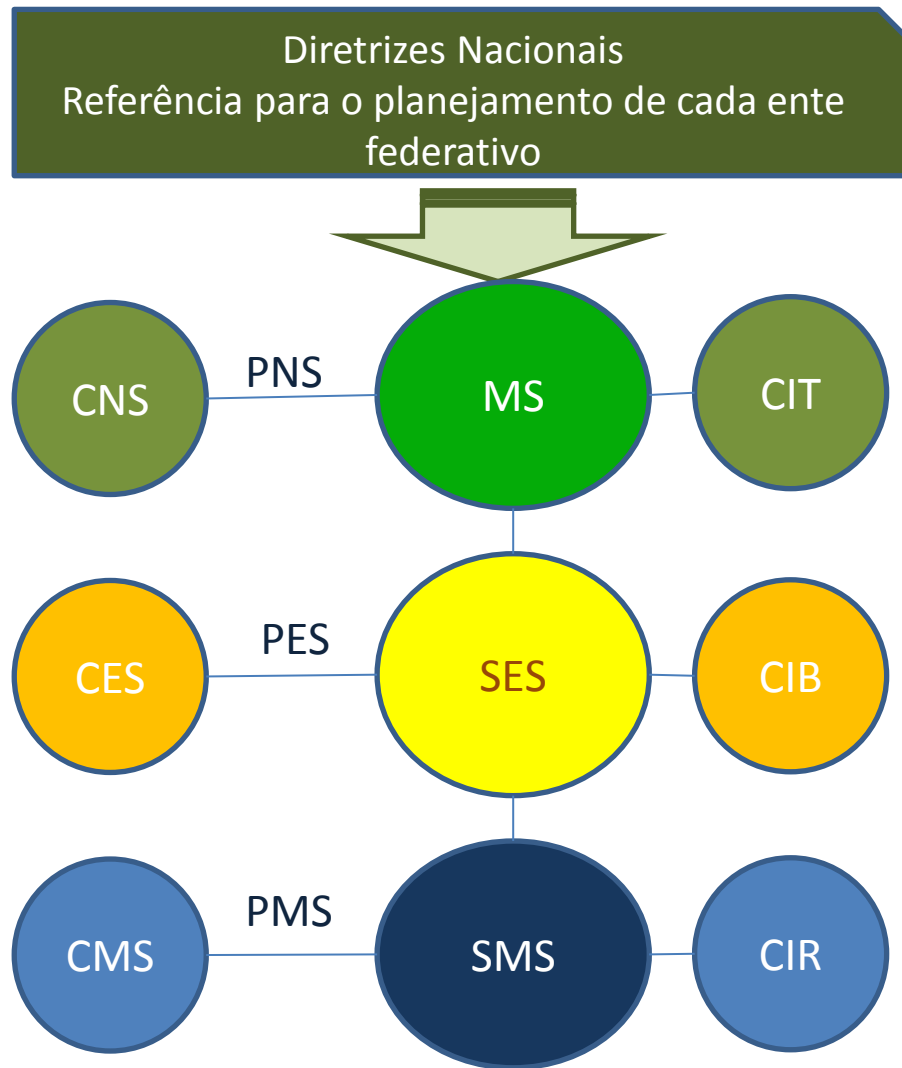 Diretrizes Nacionais
Referência para o planejamento de cada ente
federativo
CNS
PNS
MS
CIT
CES
PES
SES
CIB
CMS
PMS
SMS
CIR